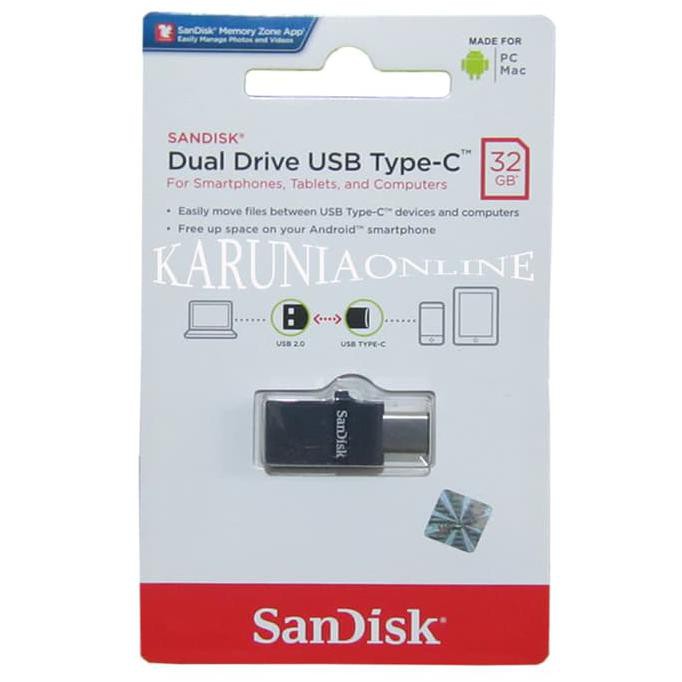 SanDisk® Memory Zone App†
Easily Manage Photos and Videos
MADE FOR
PC
Mac
SANDISK®
Dual Drive USB Type-C™
For Smartphones, Tablets, and Computers
32
GB*
• Easily move files between USB Type-C™ devices and computers
• Free up space on your Android™ smartphone
KARUNIAONLINE
USB 2.0
USB TYPE-C
SanDisk
SanDisk®